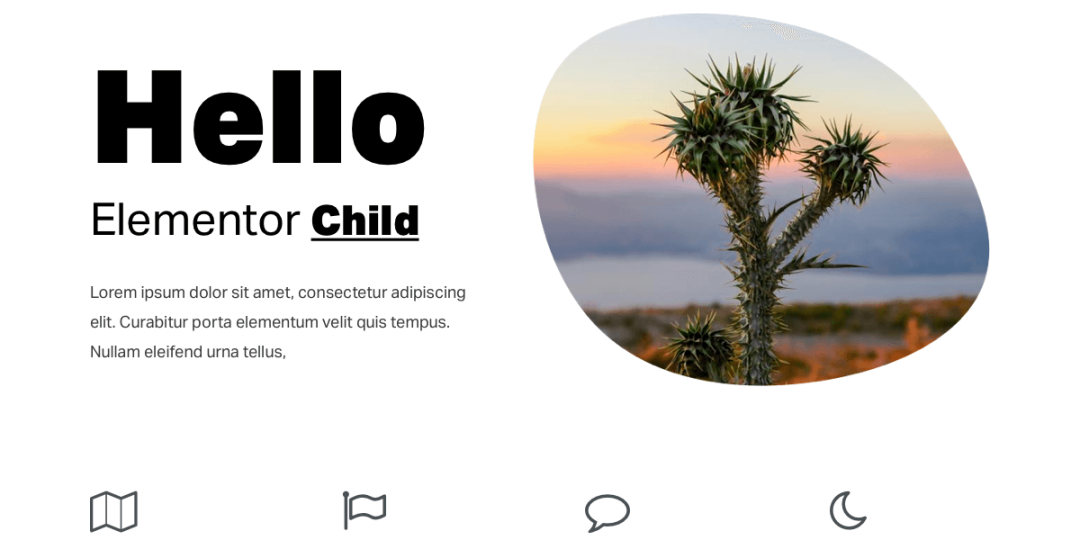 Hello
Elementor Child
Lorem ipsum dolor sit amet, consectetur adipiscing
elit. Curabitur porta elementum velit quis tempus.
Nullam eleifend urna tellus,